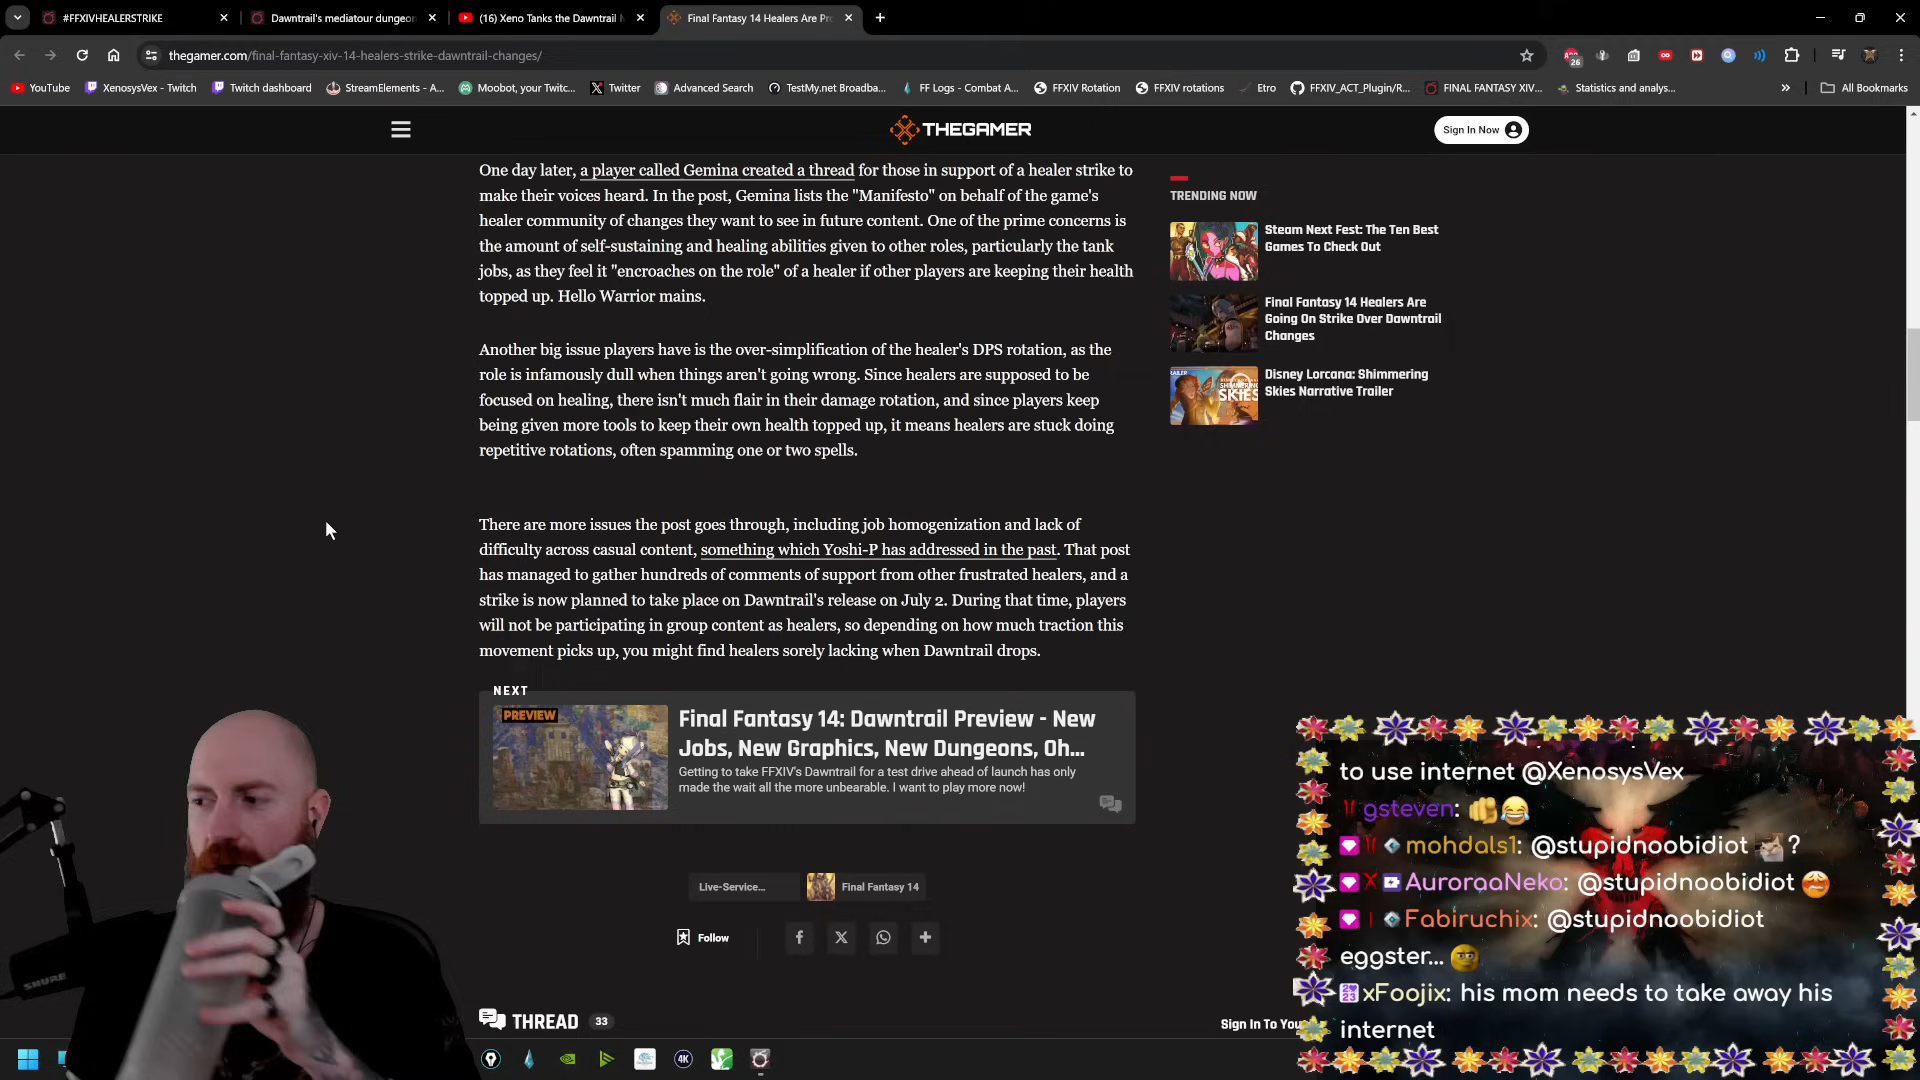 #FFXIVHEALERSTRIKE
Dawntrail's mediatour dungeon
(16) Xeno Tanks the Dawntrail M
Final Fantasy 14 Healers Are Pr
thegamer.com/final-fantasy-xiv-14-healers-strike-dawntrail-changes/
26
YouTube
XenosysVex - Twitch
Twitch dashboard
StreamElements - A...
Moobot, your Twitc...
Twitter
Advanced Search
TestMy.net Broadba...
FF Logs - Combat A...
FFXIV Rotation
FFXIV rotations
Etro
FFXIV_ACT_Plugin/R...
FINAL FANTASY XIV...
Statistics and analys...
All Bookmarks
THEGAMER
Sign In Now
One day later, a player called Gemina created a thread for those in support of a healer strike to
make their voices heard. In the post, Gemina lists the "Manifesto" on behalf of the game's
healer community of changes they want to see in future content. One of the prime concerns is
the amount of self-sustaining and healing abilities given to other roles, particularly the tank
jobs, as they feel it "encroaches on the role" of a healer if other players are keeping their health
topped up. Hello Warrior mains.
Another big issue players have is the over-simplification of the healer's DPS rotation, as the
role is infamously dull when things aren't going wrong. Since healers are supposed to be
focused on healing, there isn't much flair in their damage rotation, and since players keep
being given more tools to keep their own health topped up, it means healers are stuck doing
repetitive rotations, often spamming one or two spells.
There are more issues the post goes through, including job homogenization and lack of
difficulty across casual content, something which Yoshi-P has addressed in the past. That post
has managed to gather hundreds of comments of support from other frustrated healers, and a
strike is now planned to take place on Dawntrail's release on July 2. During that time, players
will not be participating in group content as healers, so depending on how much traction this
movement picks up, you might find healers sorely lacking when Dawntrail drops.
TRENDING NOW
Steam Next Fest: The Ten Best
Games To Check Out
Final Fantasy 14 Healers Are
Going On Strike Over Dawntrail
Changes
Disney Lorcana: Shimmering
Skies Narrative Trailer
NEXT
PREVIEW
Final Fantasy 14: Dawntrail Preview - New
Jobs, New Graphics, New Dungeons, Oh...
Getting to take FFXIV's Dawntrail for a test drive ahead of launch has only
made the wait all the more unbearable. I want to play more now!
Live-Service...
Final Fantasy 14
Follow
THREAD 33
Sign In To You
SHURE
4K
to use internet @XenosysVex
gsteven:
mohdals1: @stupidnoobidiot ?
AuroraaNeko: @stupidnoobidiot
Fabiruchix: @stupidnoobidiot
eggster...
xFoojix: his mom needs to take away his
internet